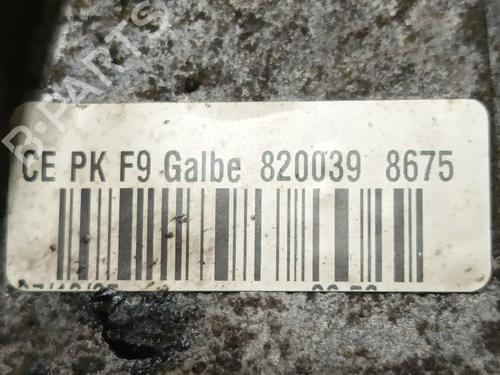 CE PK F9 Galbe 820039 8675
R-PARTS